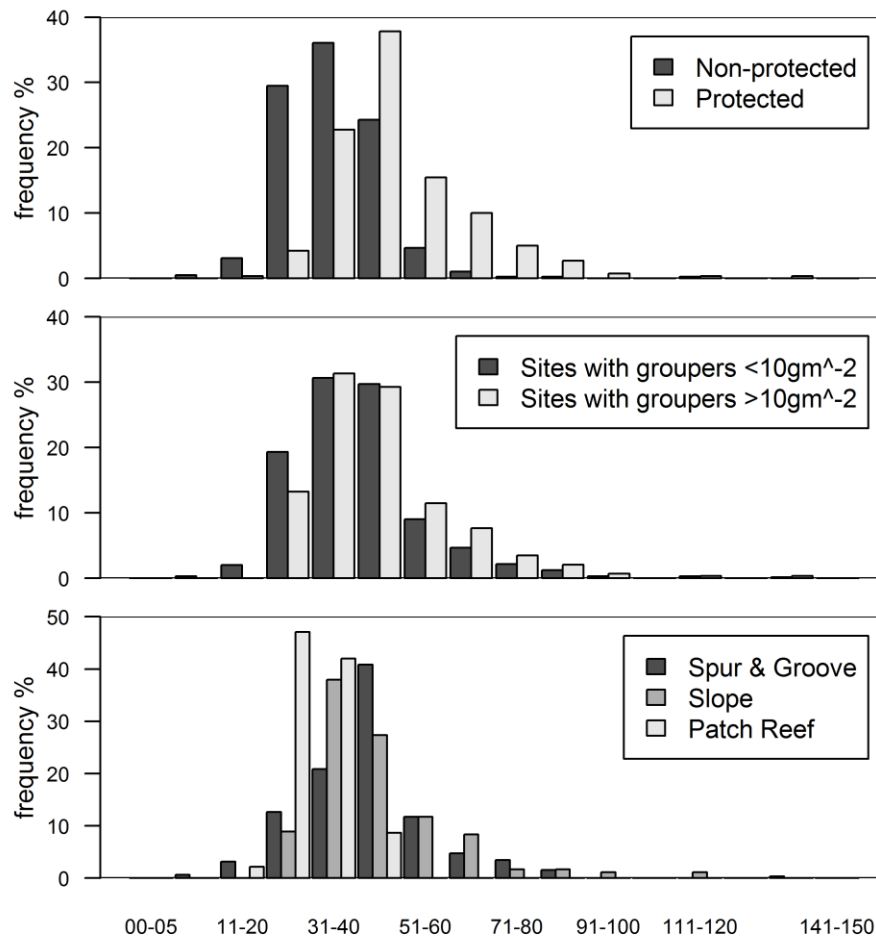 40
30
20
10
0
frequency %
Non-protected
Protected
40
30
20
10
0
frequency %
Sites with groupers <10gm^-2
Sites with groupers >10gm^-2
50
40
30
20
10
0
frequency %
Spur & Groove
Slope
Patch Reef
00-05 11-20 31-40 51-60 71-80 91-100 111-120 141-150